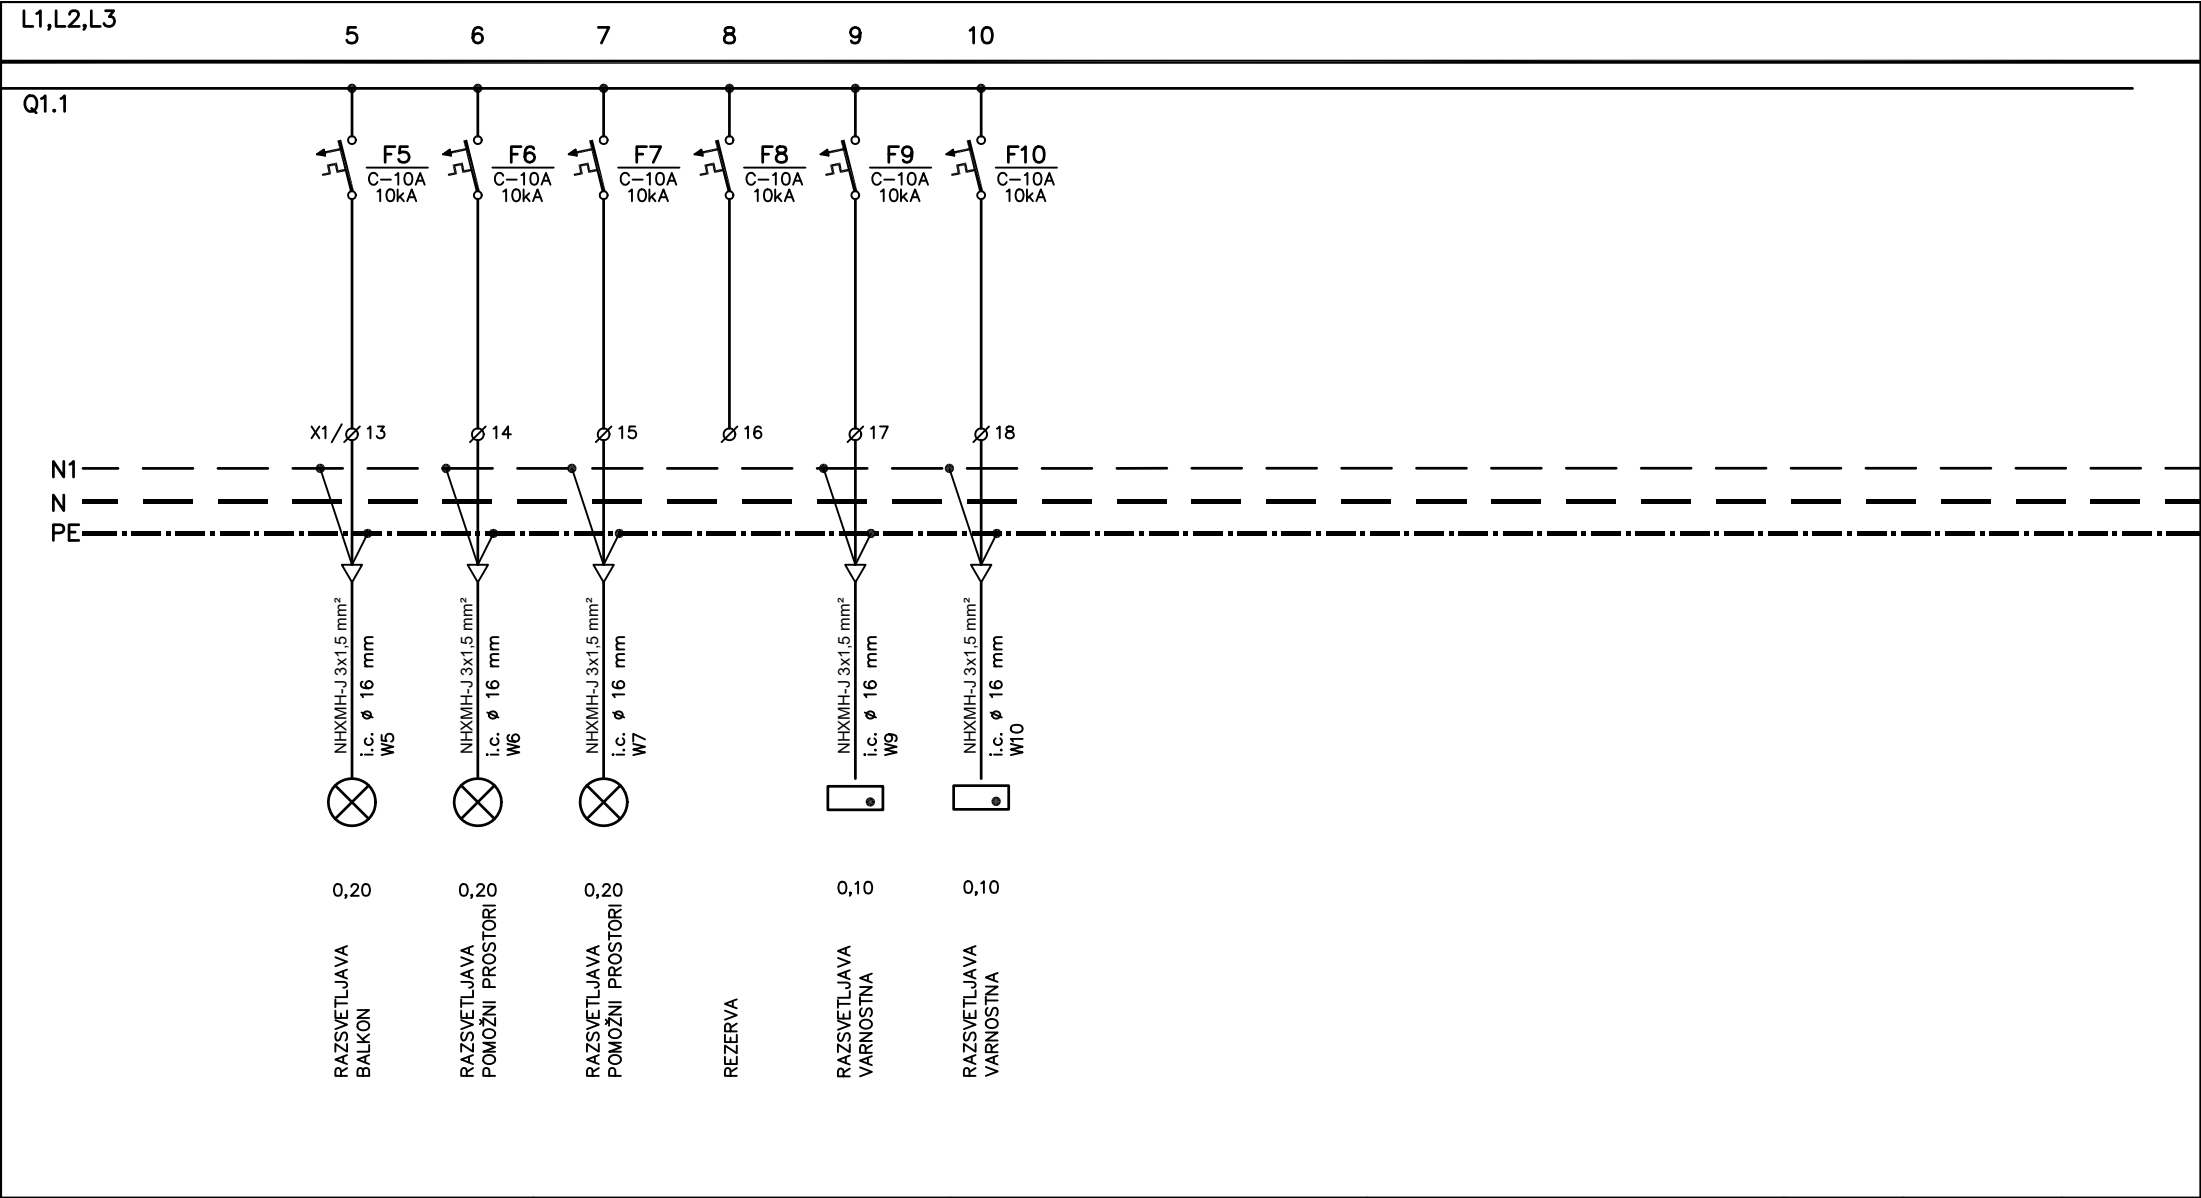 L1,L2,L3
5 6 7 8 9 10
Q1.1
F5 F6 F7 F8 F9 F10
C-10A C-10A C-10A C-10A C-10A C-10A
10kA 10kA 10kA 10kA 10kA 10kA
X1/ 13 14 15 16 17 18
N1
N
PE
NHXMH-J 3x1,5 mm²
i.c. ø 16 mm
W5
NHXMH-J 3x1,5 mm²
i.c. ø 16 mm
W6
NHXMH-J 3x1,5 mm²
i.c. ø 16 mm
W7
NHXMH-J 3x1,5 mm²
i.c. ø 16 mm
W9
NHXMH-J 3x1,5 mm²
i.c. ø 16 mm
W10
0,20 0,20 0,20 0,10 0,10
RAZSVETLJAVA
BALKON
RAZSVETLJAVA
POMOŽNI PROSTORI
RAZSVETLJAVA
POMOŽNI PROSTORI
REZERVA
RAZSVETLJAVA
VARNOSTNA
RAZSVETLJAVA
VARNOSTNA